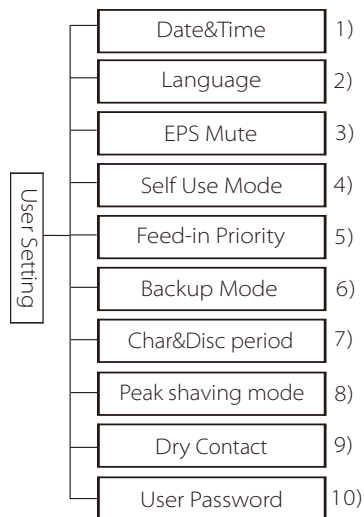 User Setting
Date&Time 1)
Language 2)
EPS Mute 3)
Self Use Mode 4)
Feed-in Priority 5)
Backup Mode 6)
Char&Disc period 7)
Peak shaving mode 8)
Dry Contact 9)
User Password 10)